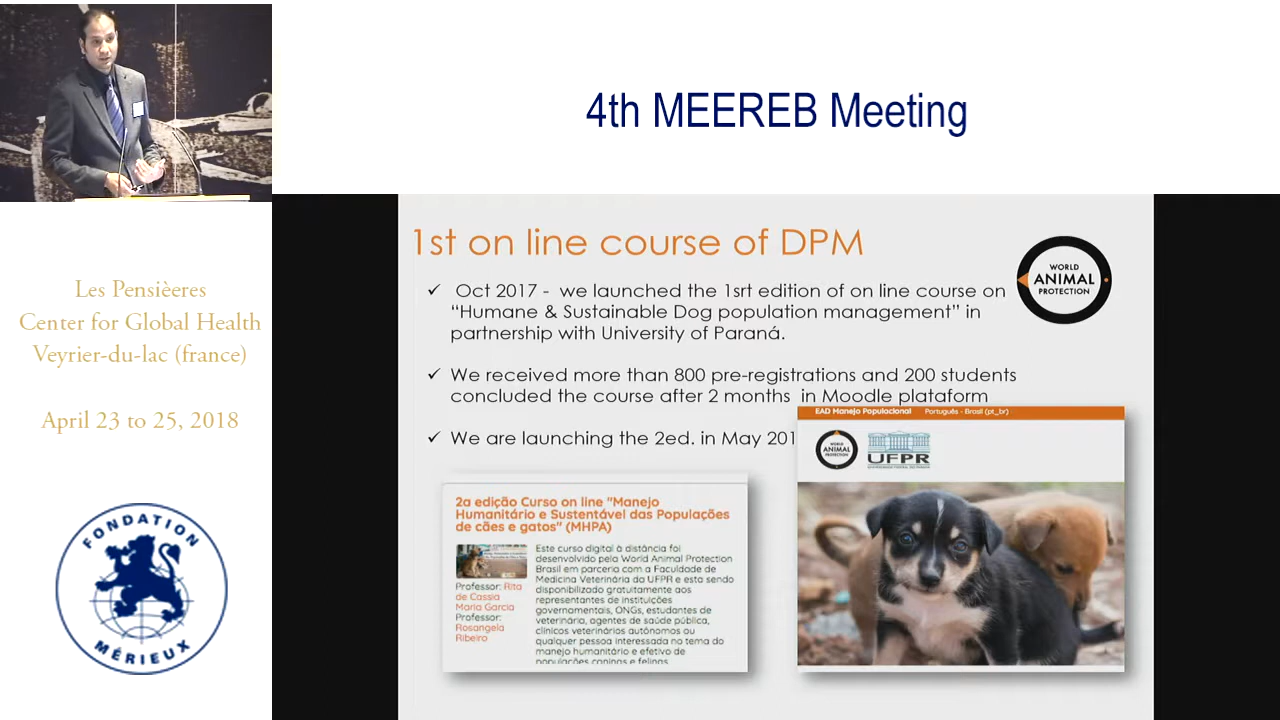 4th MEEREB Meeting
Les Pensièeres
Center for Global Health
Veyrier-du-lac (france)
April 23 to 25, 2018
FONDATION
MÉRIEUX
1st on line course of DPM
WORLD
ANIMAL
PROTECTION
✓ Oct 2017 - we launched the 1srt edition of on line course on
“Humane & Sustainable Dog population management” in
partnership with University of Paraná.
✓ We received more than 800 pre-registrations and 200 students
concluded the course after 2 months in Moodle plataform
✓ We are launching the 2ed. in May 201
EAD Manejo Populacional Português - Brasil (pt_br)
WORLD
ANIMAL
PROTECTION
UFPR
2a edição Curso on line "Manejo
Humanitário e Sustentável das Populações
de cães e gatos" (MHPA)
Professor: Rita
de Cassia
Maria Garcia
Professor:
Rosangela
Ribeiro
Este curso digital à distância foi
desenvolvido pela World Animal Protection
Brasil em parceria com a Faculdade de
Medicina Veterinária da UFPR e esta sendo
disponibilizado gratuitamente aos
representantes de instituições
governamentais, ONGs, estudantes de
veterinária, agentes de saúde pública,
clínicos veterinários autônomos ou
qualquer pessoa interessada no tema do
manejo humanitário e efetivo de
populações caninas e felinas